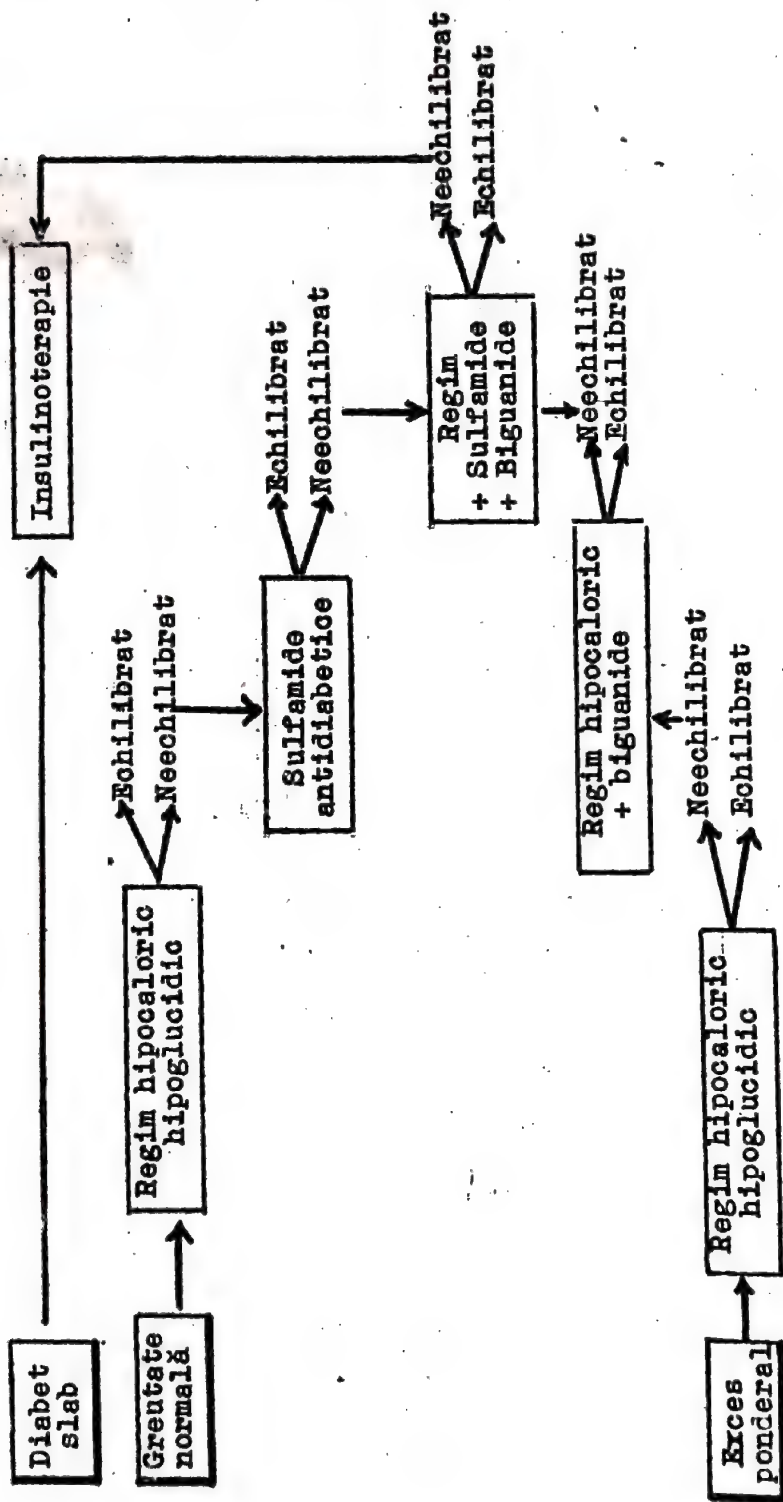 Diabet
slab
Insulinoterapie
Greutate
normală
Regim hipocaloric
hipoglucidic
Echilibrat
Neechilibrat
Sulfamide
antidiabetice
Echilibrat
Neechilibrat
Regim
+ Sulfamide
+ Biguanide
Neechilibrat
Echilibrat
Exces
ponderal
Regim hipocaloric
hipoglucidic
Neechilibrat
Echilibrat
Regim hipocaloric
+ biguanide
Neechilibrat
Echilibrat